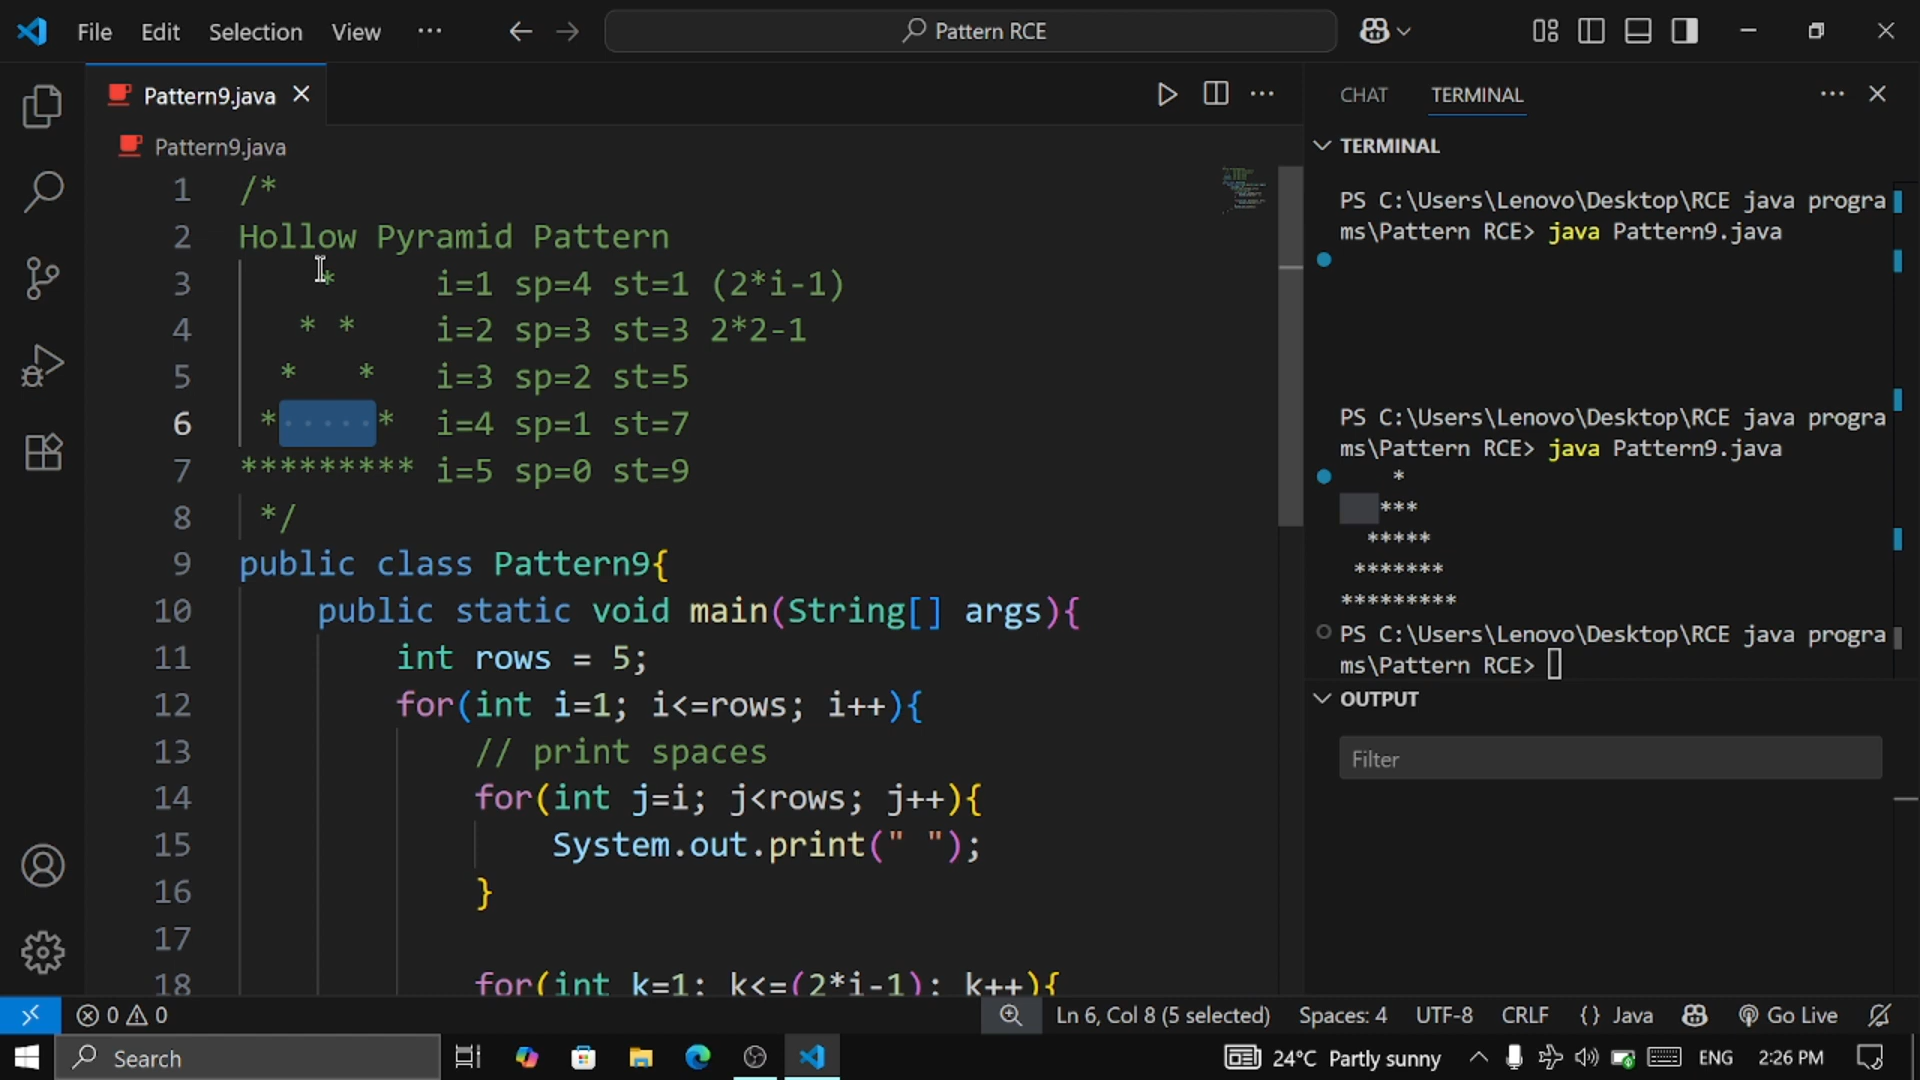 File Edit Selection View ··· Pattern RCE
Pattern9.java
CHAT TERMINAL
Pattern9.java
TERMINAL
1 /*
2 Hollow Pyramid Pattern
3 * i=1 sp=4 st=1 (2*i-1)
4 * * i=2 sp=3 st=3 2*2-1
5 * * i=3 sp=2 st=5
6 *·····* i=4 sp=1 st=7
7 ********* i=5 sp=0 st=9
8 */
9 public class Pattern9{
10 public static void main(String[] args){
11 int rows = 5;
12 for(int i=1; i<=rows; i++){
13 // print spaces
14 for(int j=i; j<rows; j++){
15 System.out.print(" ");
16 }
17
18 for(int k=1; k<=(2*i-1); k++){
PS C:\Users\Lenovo\Desktop\RCE java progra
ms\Pattern RCE> java Pattern9.java
PS C:\Users\Lenovo\Desktop\RCE java progra
ms\Pattern RCE> java Pattern9.java
*
***
*****
*******
*********
PS C:\Users\Lenovo\Desktop\RCE java progra
ms\Pattern RCE>
OUTPUT
Filter
0 0 Ln 6, Col 8 (5 selected) Spaces: 4 UTF-8 CRLF {} Java Go Live
Search 24°C Partly sunny ENG 2:26 PM